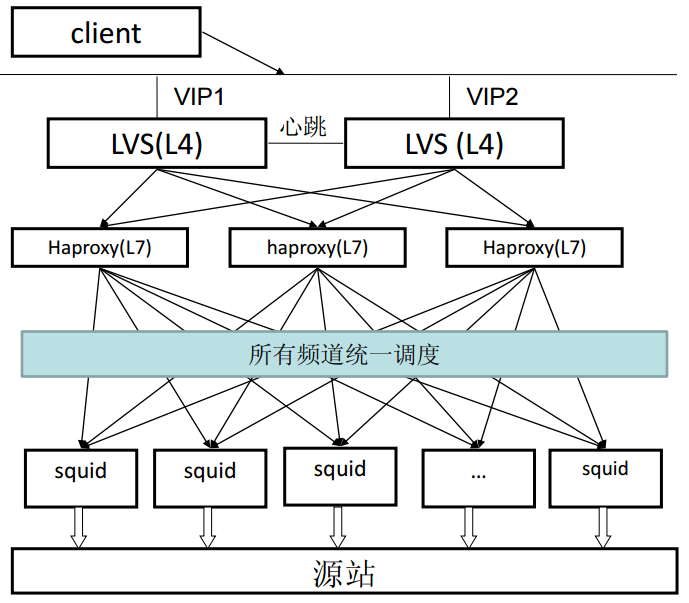 client
VIP1
VIP2
LVS(L4)
心跳
LVS (L4)
Haproxy(L7)
haproxy(L7)
Haproxy(L7)
所有频道统一调度
squid
squid
squid
...
squid
源站